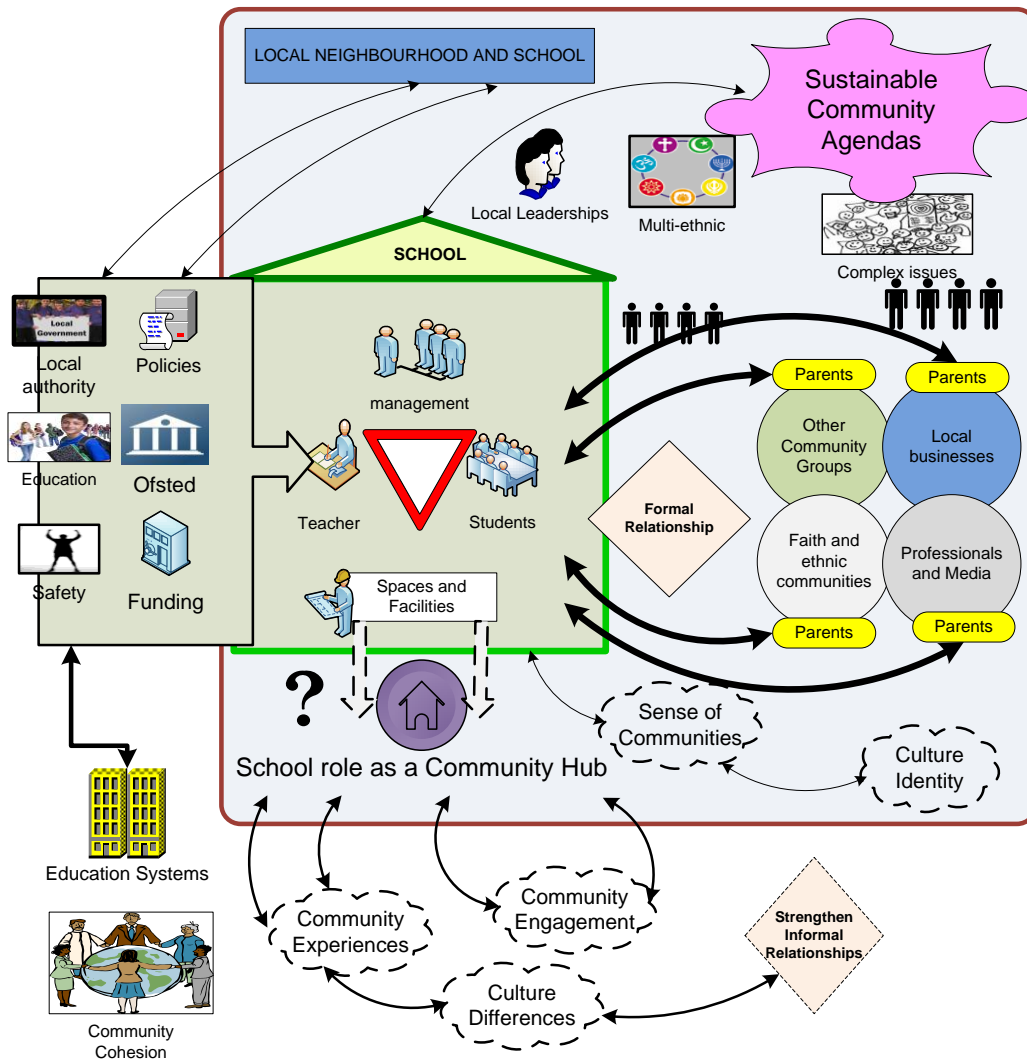 LOCAL NEIGHBOURHOOD AND SCHOOL
Sustainable
Community
Agendas
Local Leaderships
Multi-ethnic
Complex issues
SCHOOL
Local
Government
Local
authority
Policies
management
Education
Ofsted
Teacher
Students
Safety
Funding
Spaces and
Facilities
Formal
Relationship
Parents
Parents
Other
Community
Groups
Local
businesses
Faith and
ethnic
communities
Professionals
and Media
Parents
Parents
?
School role as a Community Hub
Sense of
Communities
Culture
Identity
Education Systems
Community
Experiences
Community
Engagement
Culture
Differences
Strengthen
Informal
Relationships
Community
Cohesion